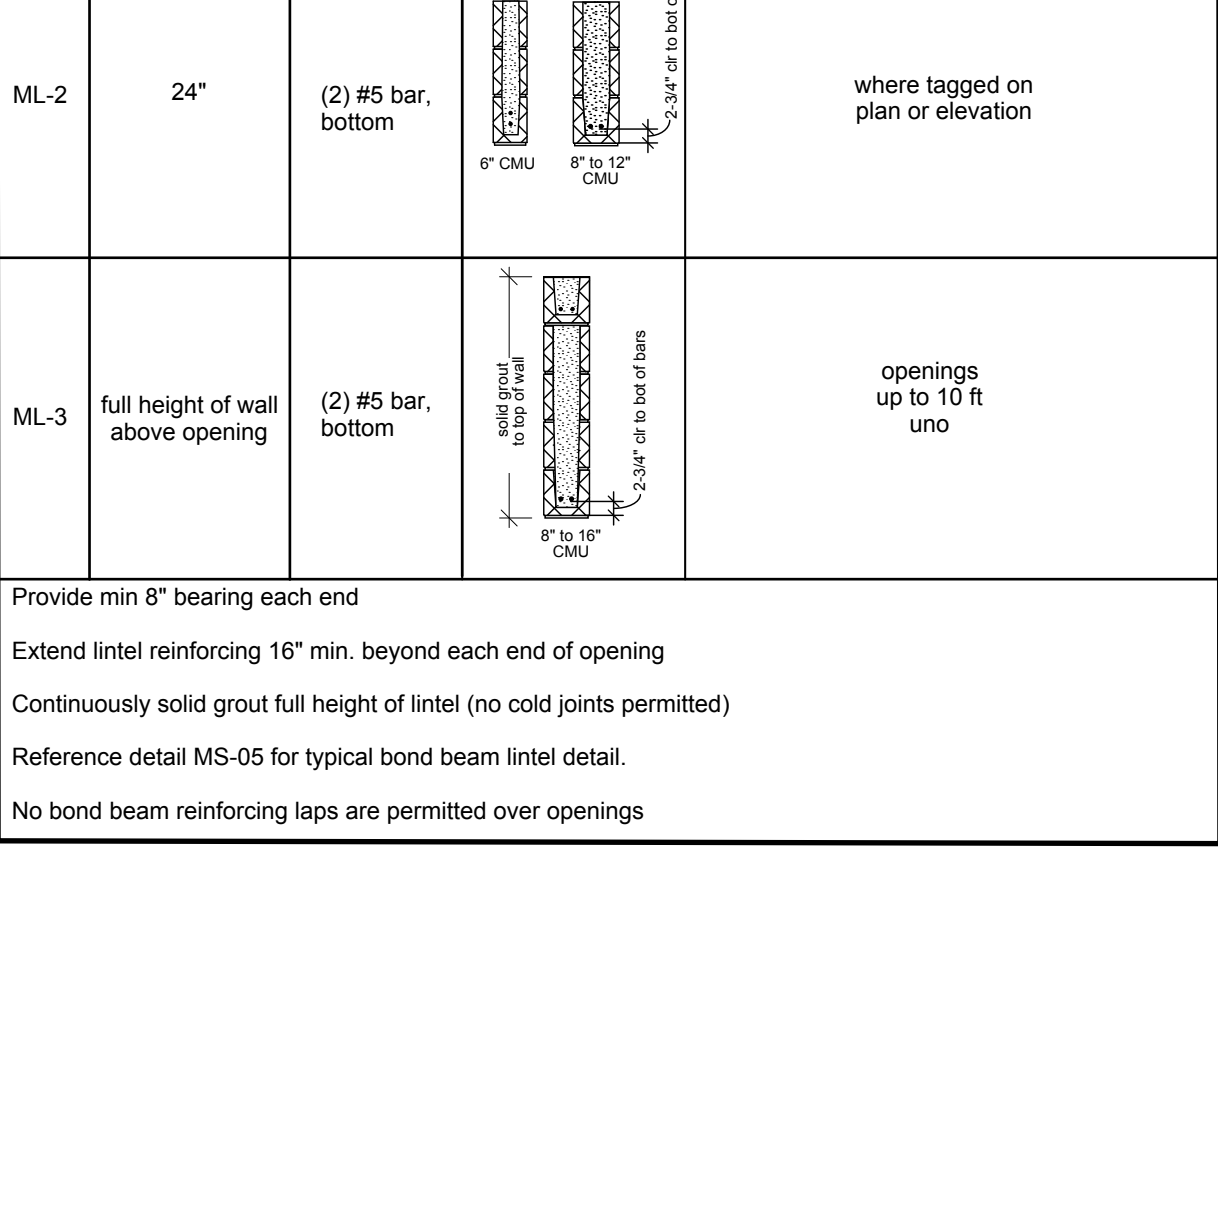 ML-2
24"
(2) #5 bar,
bottom
6" CMU
8" to 12"
CMU
2-3/4" clr to bot
where tagged on
plan or elevation
ML-3
full height of wall
above opening
(2) #5 bar,
bottom
solid grout
to top of wall
2-3/4" clr to bot of bars
8" to 16"
CMU
openings
up to 10 ft
uno
Provide min 8" bearing each end
Extend lintel reinforcing 16" min. beyond each end of opening
Continuously solid grout full height of lintel (no cold joints permitted)
Reference detail MS-05 for typical bond beam lintel detail.
No bond beam reinforcing laps are permitted over openings